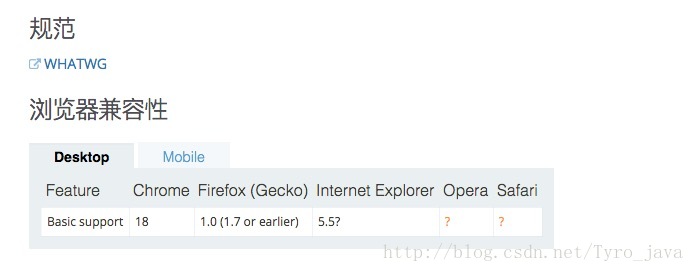 规范
WHATWG
浏览器兼容性
Desktop Mobile
Feature Chrome Firefox (Gecko) Internet Explorer Opera Safari
Basic support 18 1.0 (1.7 or earlier) 5.5? ? ?
http://blog.csdn.net/Tyro_java